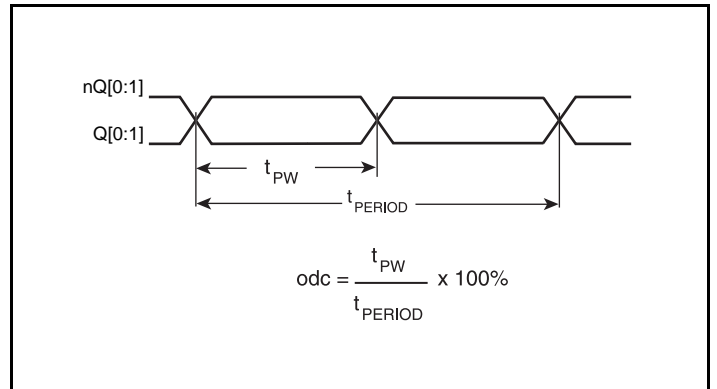 nQ[0:1]
Q[0:1]
tPW
tPERIOD
odc = tPW / tPERIOD x 100%